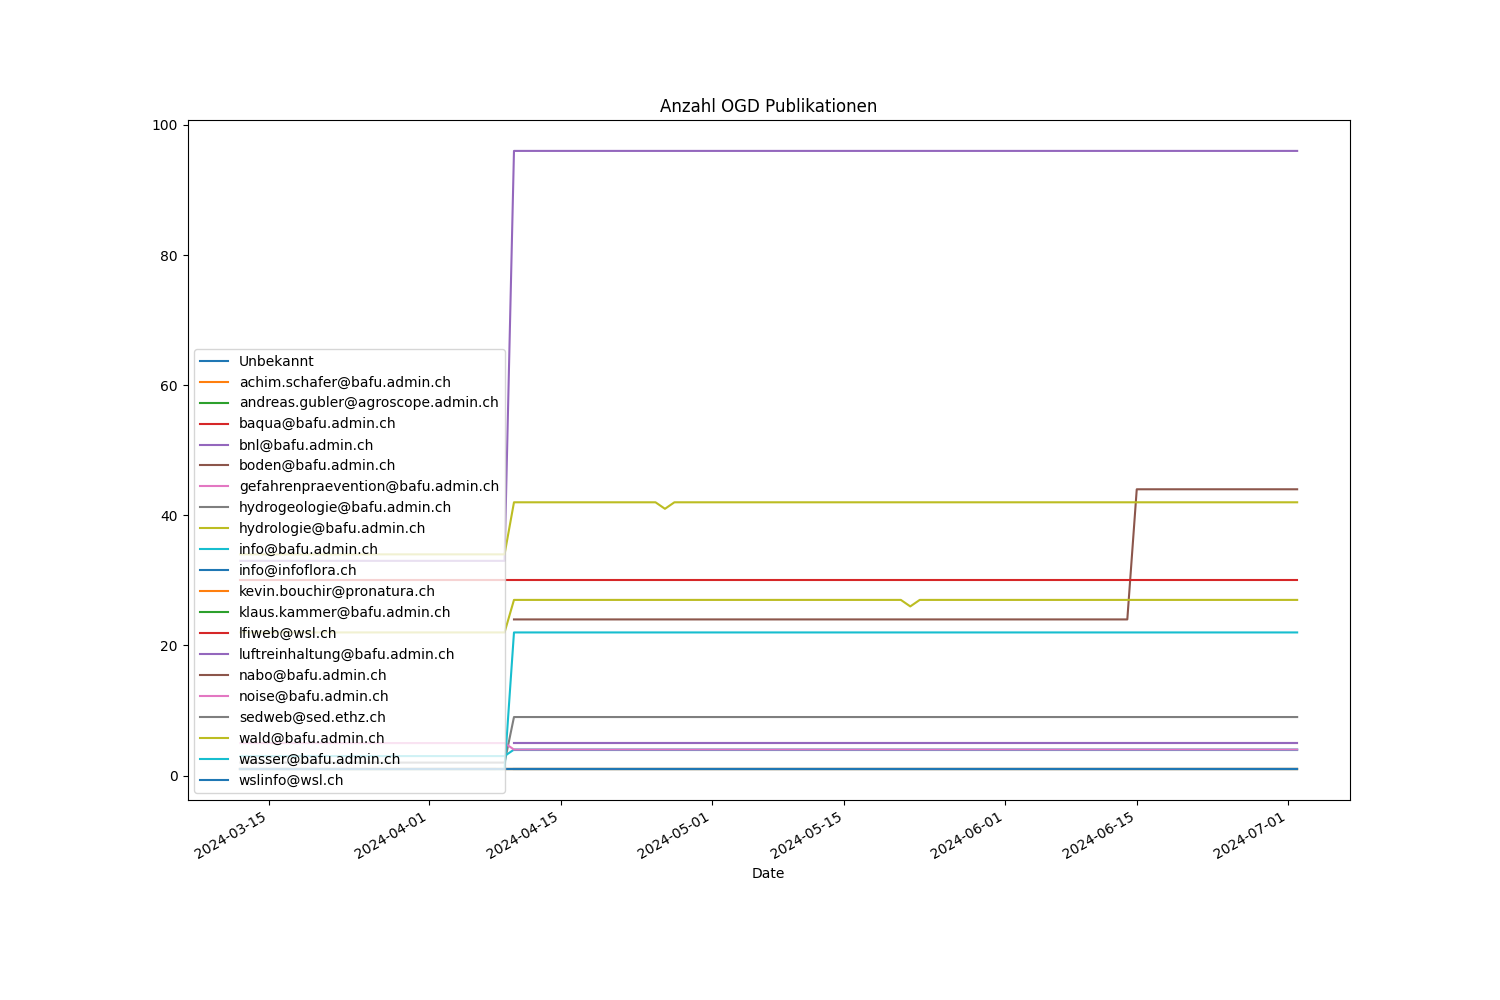 Anzahl OGD Publikationen
100
80
60
40
20
0
Unbekannt
achim.schafer@bafu.admin.ch
andreas.gubler@agroscope.admin.ch
baqua@bafu.admin.ch
bnl@bafu.admin.ch
boden@bafu.admin.ch
gefahrenpraevention@bafu.admin.ch
hydrogeologie@bafu.admin.ch
hydrologie@bafu.admin.ch
info@bafu.admin.ch
info@infoflora.ch
kevin.bouchir@pronatura.ch
klaus.kammer@bafu.admin.ch
lfiweb@wsl.ch
luftreinhaltung@bafu.admin.ch
nabo@bafu.admin.ch
noise@bafu.admin.ch
sedweb@sed.ethz.ch
wald@bafu.admin.ch
wasser@bafu.admin.ch
wslinfo@wsl.ch
2024-03-15
2024-04-01
2024-04-15
2024-05-01
2024-05-15
2024-06-01
2024-06-15
2024-07-01
Date